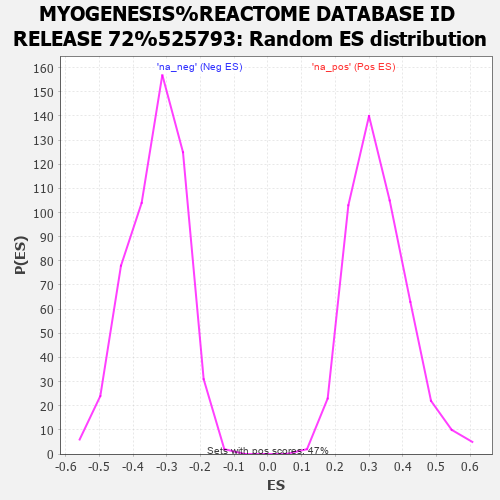 MYOGENESIS%REACTOME DATABASE ID
RELEASE 72%525793: Random ES distribution
'na_neg' (Neg ES) 'na_pos' (Pos ES)
160
150
140
130
120
110
100
90
80
70
60
50
40
30
20
10
0
P(ES)
Sets with pos scores: 47%
-0.6 -0.5 -0.4 -0.3 -0.2 -0.1 0.0 0.1 0.2 0.3 0.4 0.5 0.6
ES